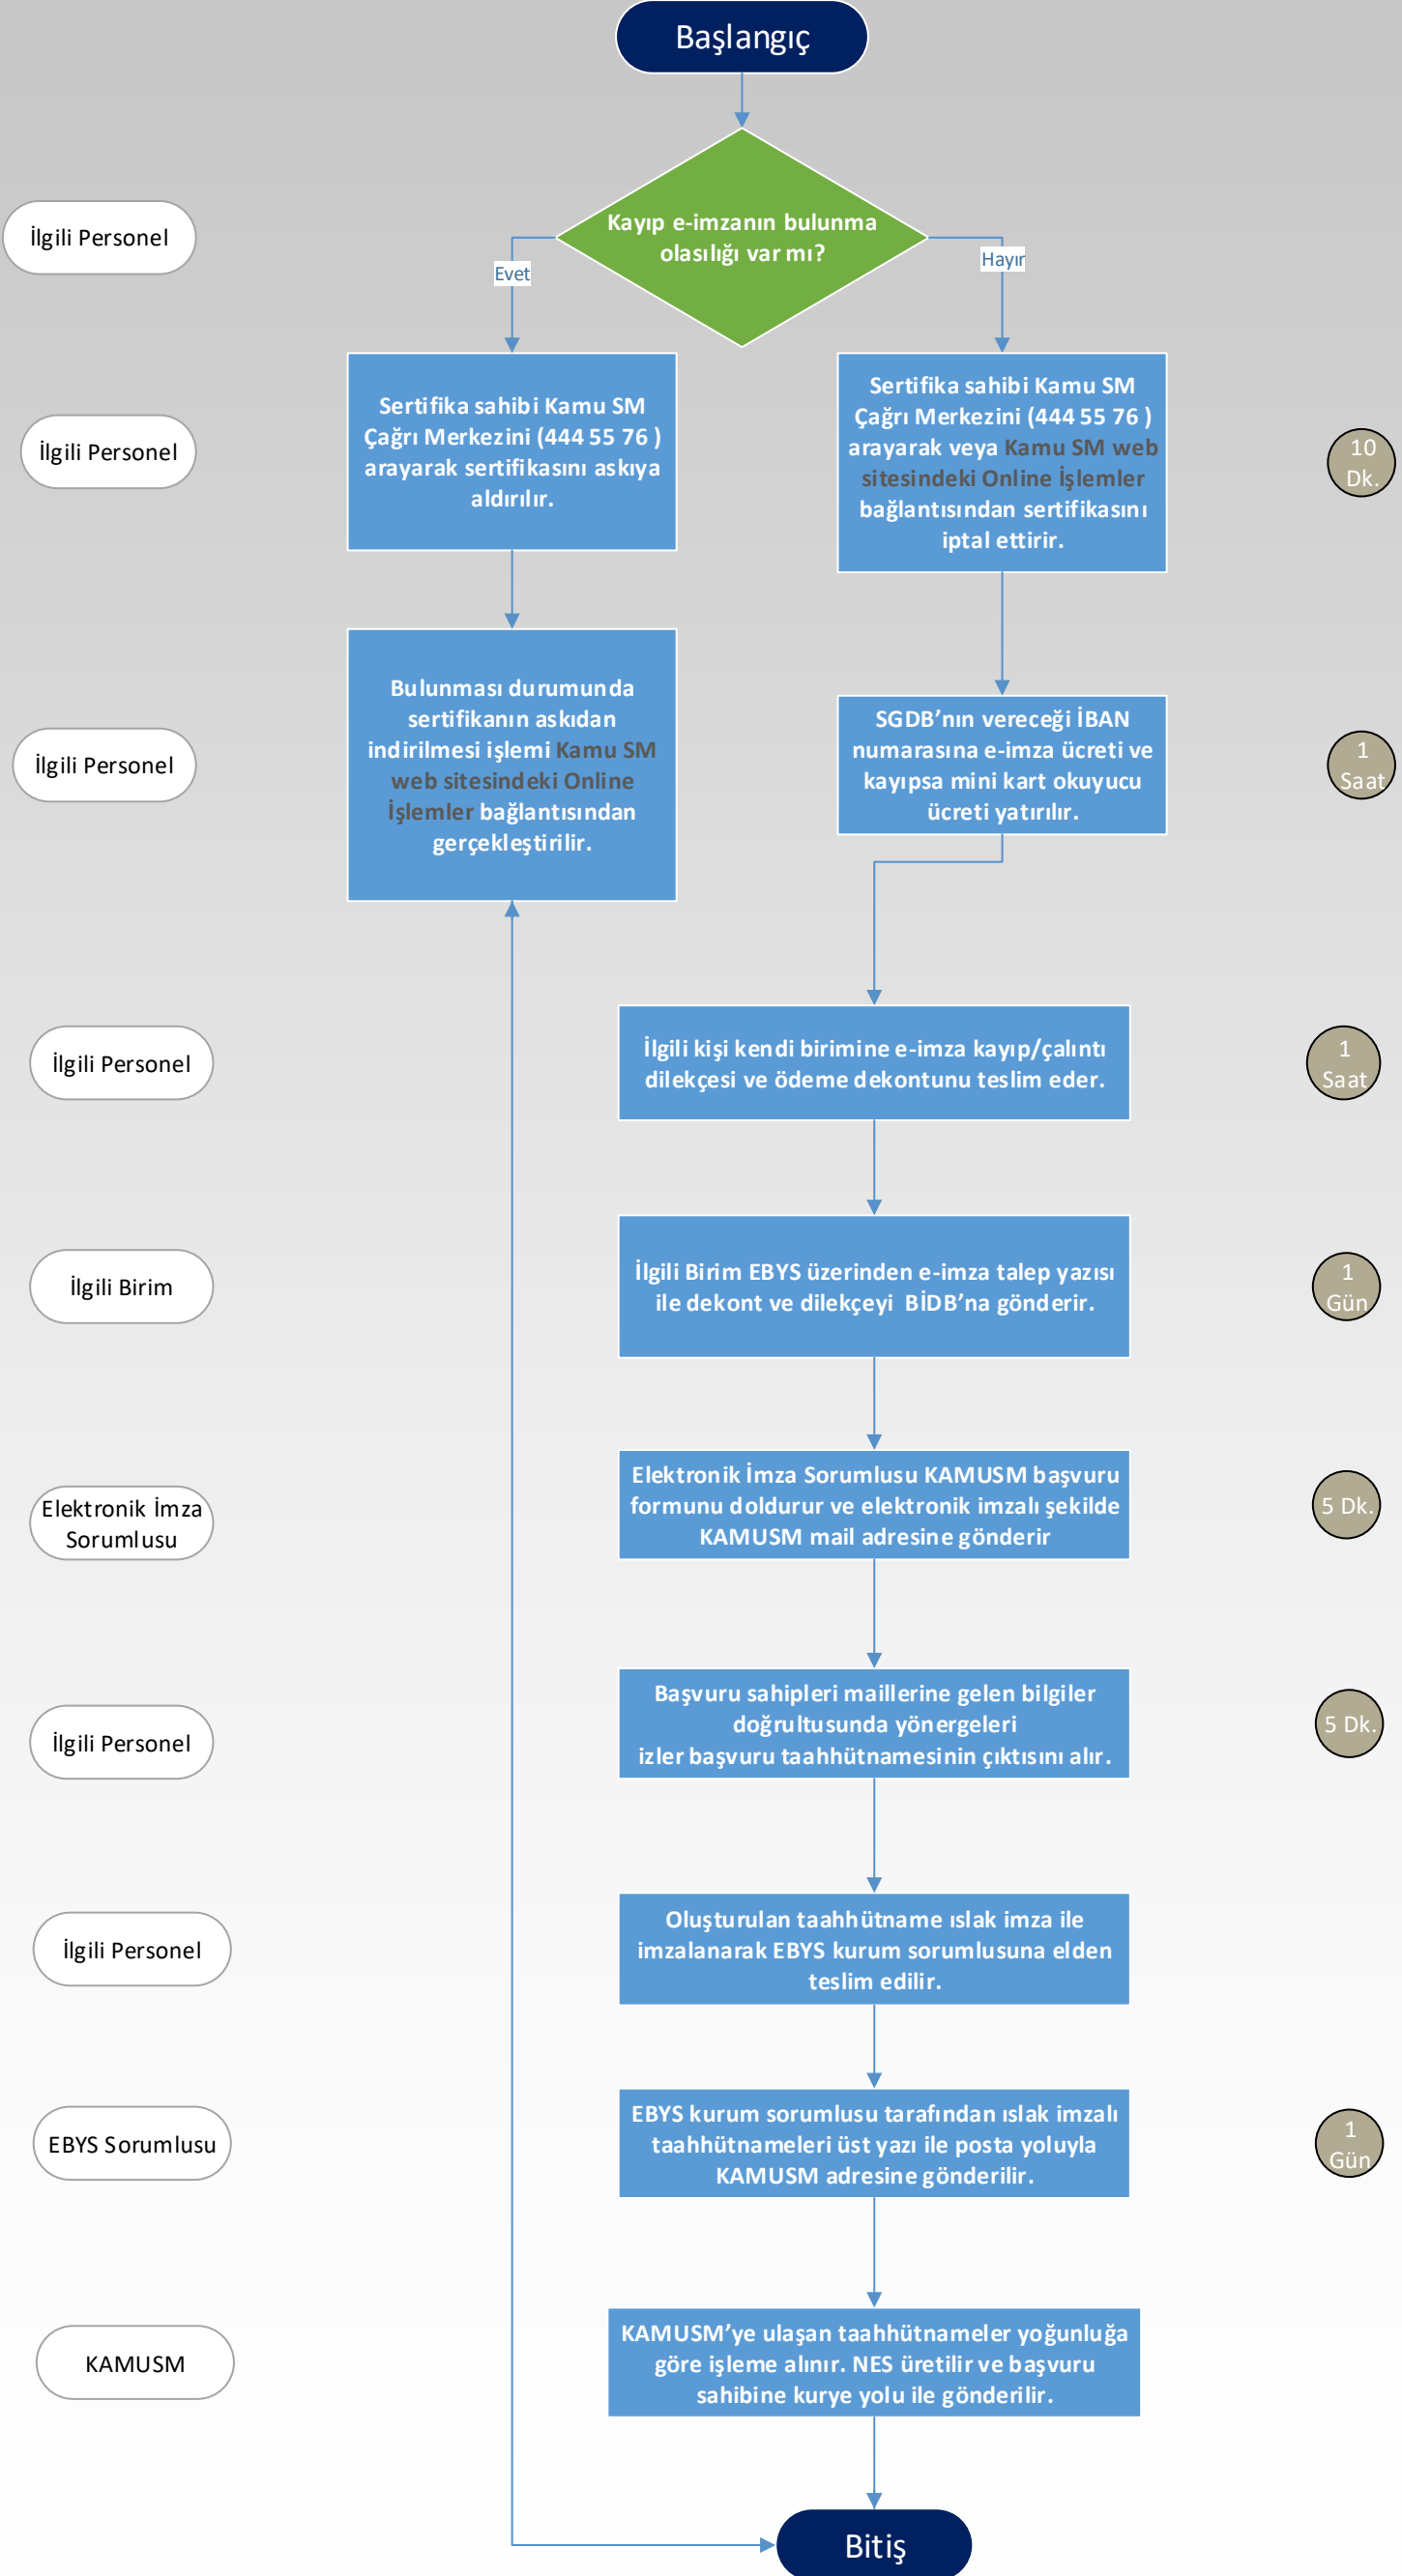 Başlangıç
İlgili Personel
Kayıp e-imzanın bulunma
olasılığı var mı?
Evet
Hayır
İlgili Personel
Sertifika sahibi Kamu SM
Çağrı Merkezini (444 55 76 )
arayarak sertifikasını askıya
aldırılır.
Sertifika sahibi Kamu SM
Çağrı Merkezini (444 55 76 )
arayarak veya Kamu SM web
sitesindeki Online İşlemler
bağlantısından sertifikasını
iptal ettirir.
10
Dk.
İlgili Personel
Bulunması durumunda
sertifikanın askıdan
indirilmesi işlemi Kamu SM
web sitesindeki Online
İşlemler bağlantısından
gerçekleştirilir.
SGDB’nın vereceği İBAN
numarasına e-imza ücreti ve
kayıpsa mini kart okuyucu
ücreti yatırılır.
1
Saat
İlgili Personel
İlgili kişi kendi birimine e-imza kayıp/çalıntı
dilekçesi ve ödeme dekontunu teslim eder.
1
Saat
İlgili Birim
İlgili Birim EBYS üzerinden e-imza talep yazısı
ile dekont ve dilekçeyi  BİDB’na gönderir.
1
Gün
Elektronik İmza
Sorumlusu
Elektronik İmza Sorumlusu KAMUSM başvuru
formunu doldurur ve elektronik imzalı şekilde
KAMUSM mail adresine gönderir
5 Dk.
İlgili Personel
Başvuru sahipleri maillerine gelen bilgiler
doğrultusunda yönergeleri
izler başvuru taahhütnamesinin çıktısını alır.
5 Dk.
İlgili Personel
Oluşturulan taahhütname ıslak imza ile
imzalanarak EBYS kurum sorumlusuna elden
teslim edilir.
EBYS Sorumlusu
EBYS kurum sorumlusu tarafından ıslak imzalı
taahhütnameleri üst yazı ile posta yoluyla
KAMUSM adresine gönderilir.
1
Gün
KAMUSM
KAMUSM’ye ulaşan taahhütnameler yoğunluğa
göre işleme alınır. NES üretilir ve başvuru
sahibine kurye yolu ile gönderilir.
Bitiş